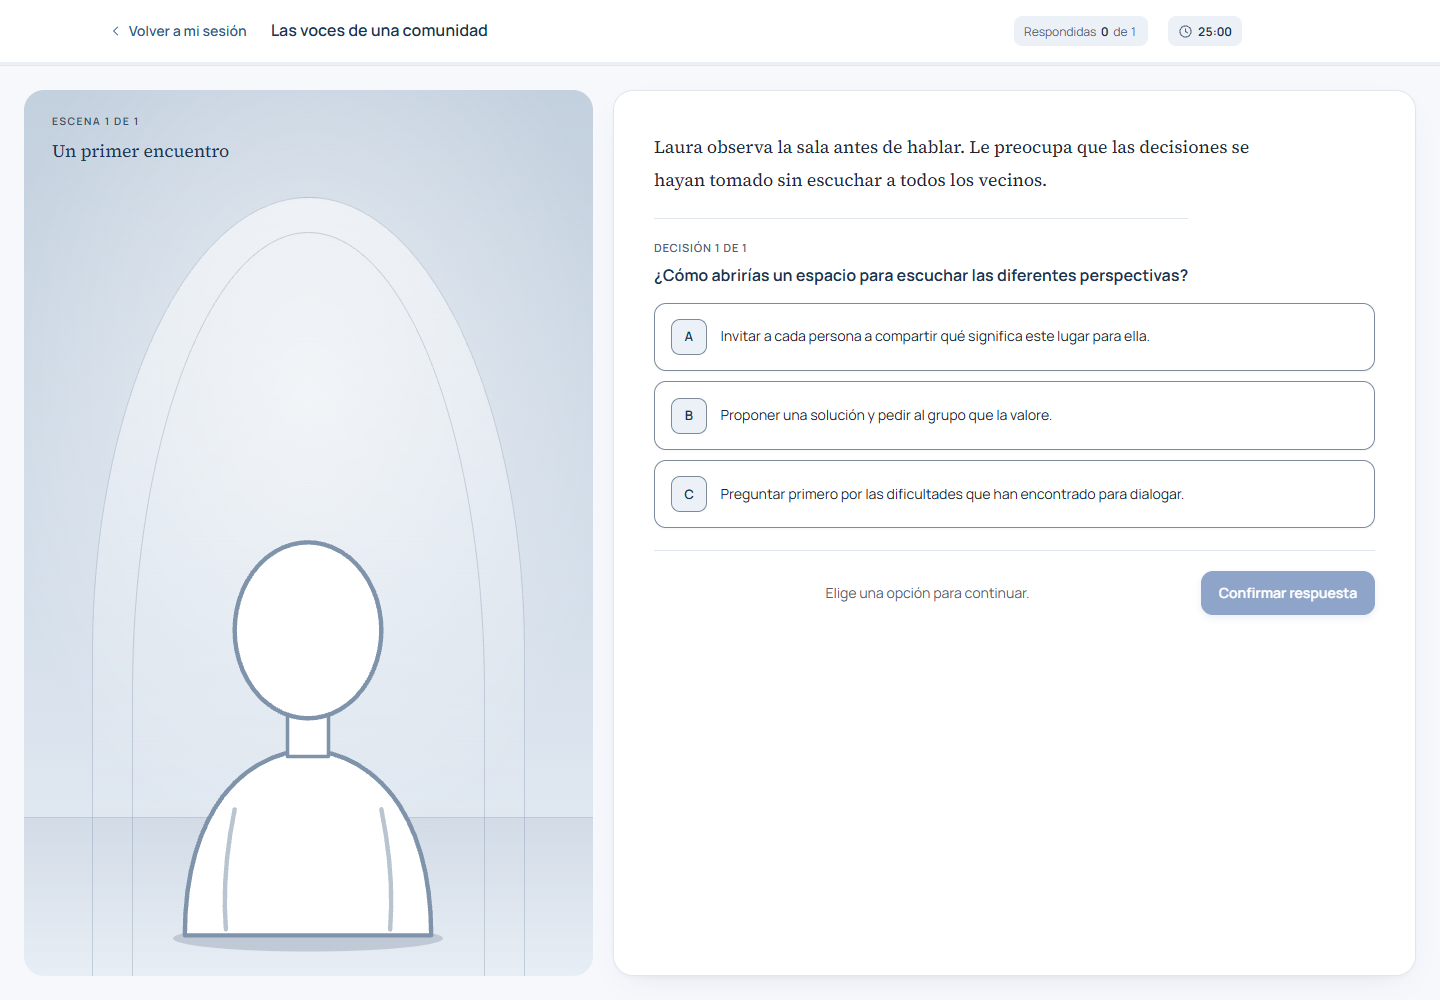 Volver a mi sesión
Las voces de una comunidad
Respondidas 0 de 1
25:00
ESCENA 1 DE 1
Un primer encuentro
Laura observa la sala antes de hablar. Le preocupa que las decisiones se
hayan tomado sin escuchar a todos los vecinos.
DECISIÓN 1 DE 1
¿Cómo abrirías un espacio para escuchar las diferentes perspectivas?
A Invitar a cada persona a compartir qué significa este lugar para ella.
B Proponer una solución y pedir al grupo que la valore.
C Preguntar primero por las dificultades que han encontrado para dialogar.
Elige una opción para continuar.
Confirmar respuesta